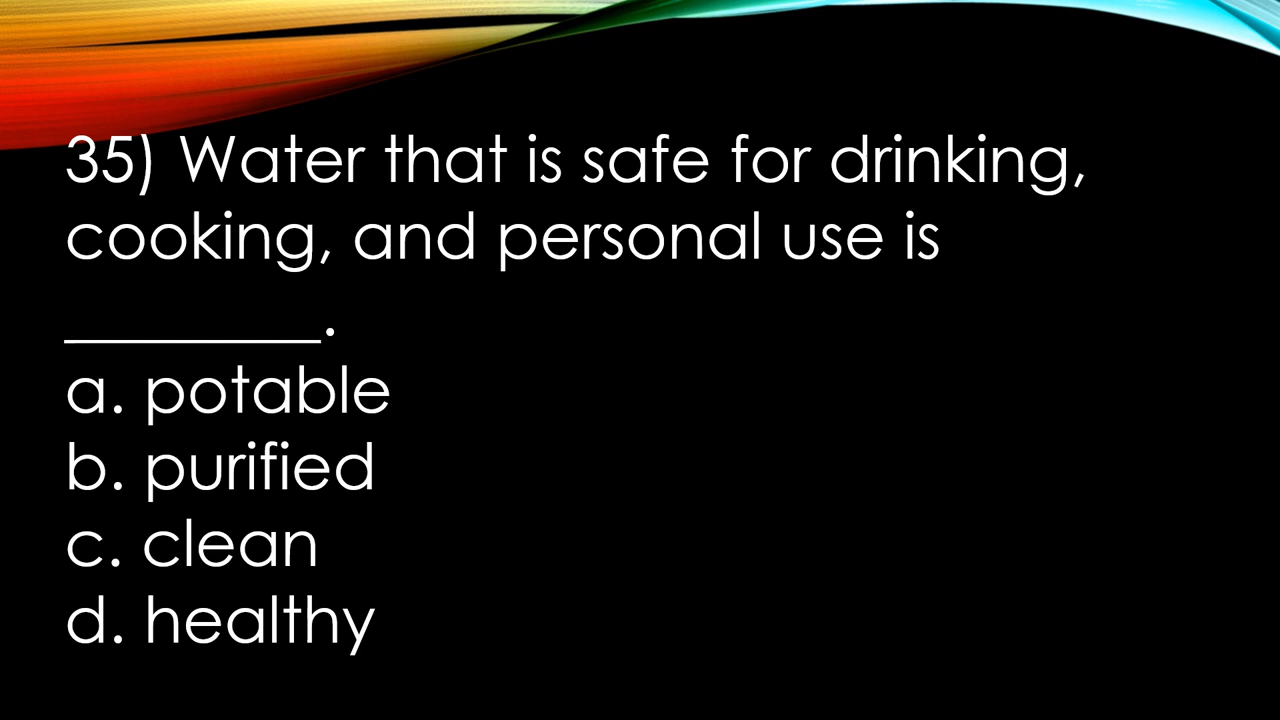 35) Water that is safe for drinking,
cooking, and personal use is
________.
a. potable
b. purified
c. clean
d. healthy